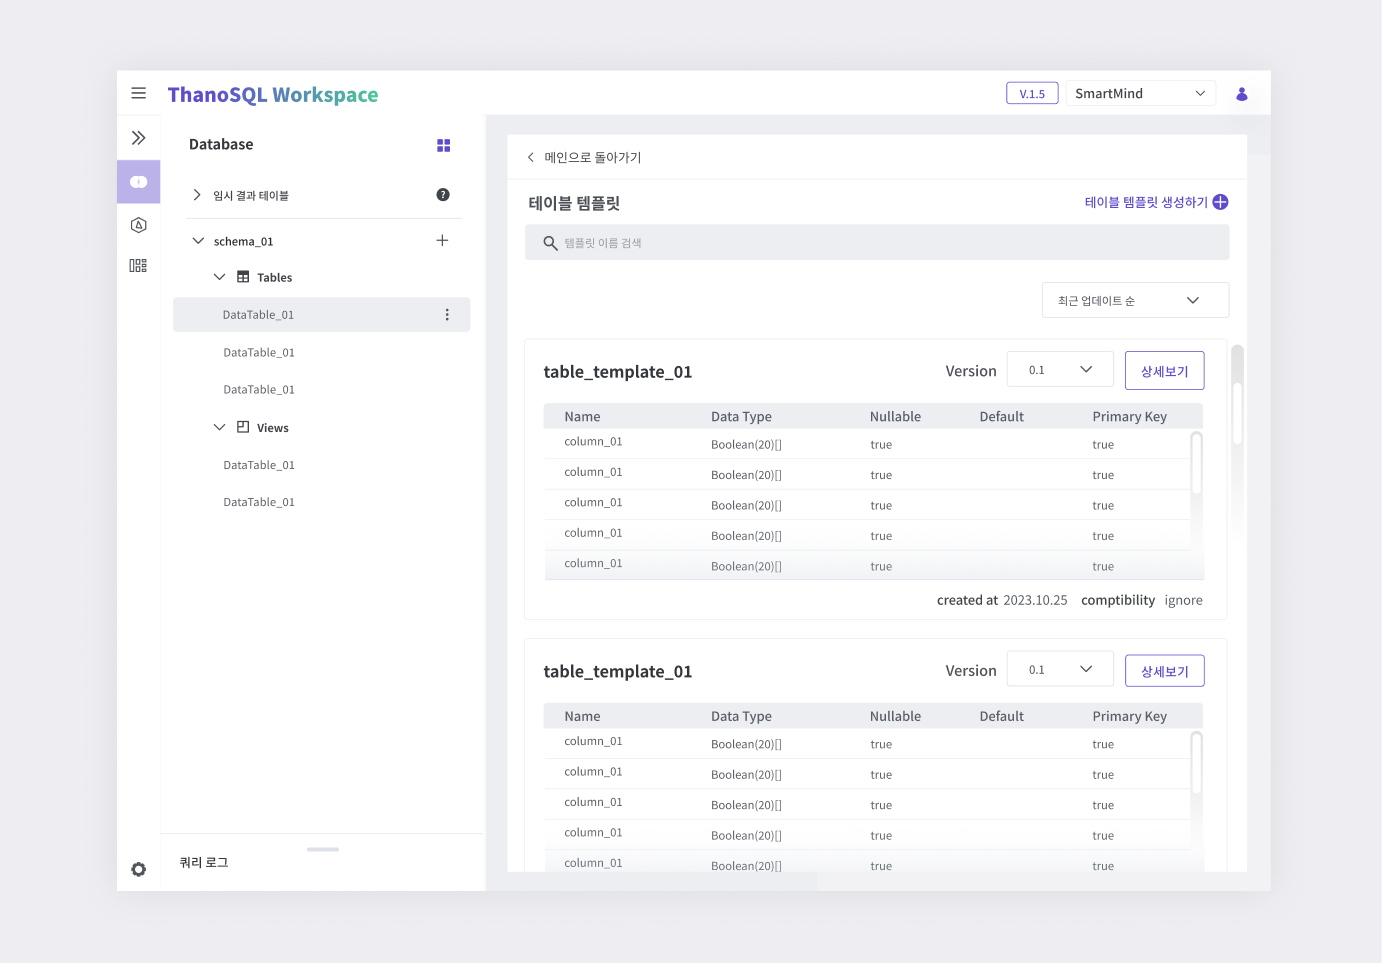 ThanoSQL Workspace
V.1.5
SmartMind
Database
임시 결과 테이블
?
schema_01
Tables
DataTable_01
DataTable_01
DataTable_01
Views
DataTable_01
DataTable_01
쿼리 로그
메인으로 돌아가기
테이블 템플릿
테이블 템플릿 생성하기
템플릿 이름 검색
최근 업데이트 순
table_template_01
Version 0.1 상세보기
Name Data Type Nullable Default Primary Key
column_01 Boolean(20)[] true true
column_01 Boolean(20)[] true true
column_01 Boolean(20)[] true true
column_01 Boolean(20)[] true true
column_01 Boolean(20)[] true true
created at 2023.10.25 comptibility ignore
table_template_01
Version 0.1 상세보기
Name Data Type Nullable Default Primary Key
column_01 Boolean(20)[] true true
column_01 Boolean(20)[] true true
column_01 Boolean(20)[] true true
column_01 Boolean(20)[] true true
column_01 Boolean(20)[] true true